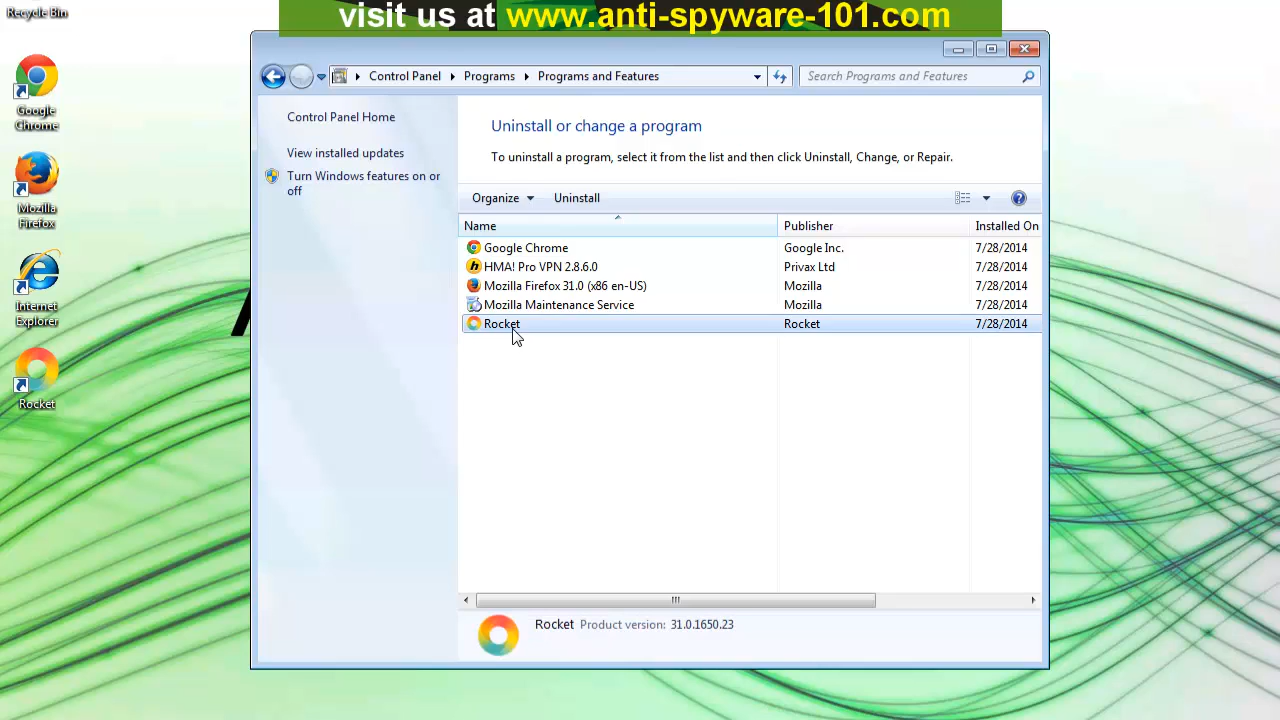 visit us at www.anti-spyware-101.com
Recycle Bin
Google
Chrome
Mozilla
Firefox
Internet
Explorer
Rocket
Control Panel Programs Programs and Features
Search Programs and Features
Control Panel Home
View installed updates
Turn Windows features on or
off
Uninstall or change a program
To uninstall a program, select it from the list and then click Uninstall, Change, or Repair.
Organize Uninstall
Name Publisher Installed On
Google Chrome Google Inc. 7/28/2014
HMA! Pro VPN 2.8.6.0 Privax Ltd 7/28/2014
Mozilla Firefox 31.0 (x86 en-US) Mozilla 7/28/2014
Mozilla Maintenance Service Mozilla 7/28/2014
Rocket Rocket 7/28/2014
Rocket Product version: 31.0.1650.23